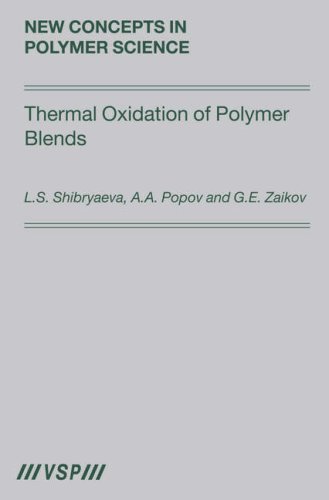 NEW CONCEPTS IN
POLYMER SCIENCE
Thermal Oxidation of Polymer
Blends
L.S. Shibryaeva, A.A. Popov and G.E. Zaikov
///VSP///